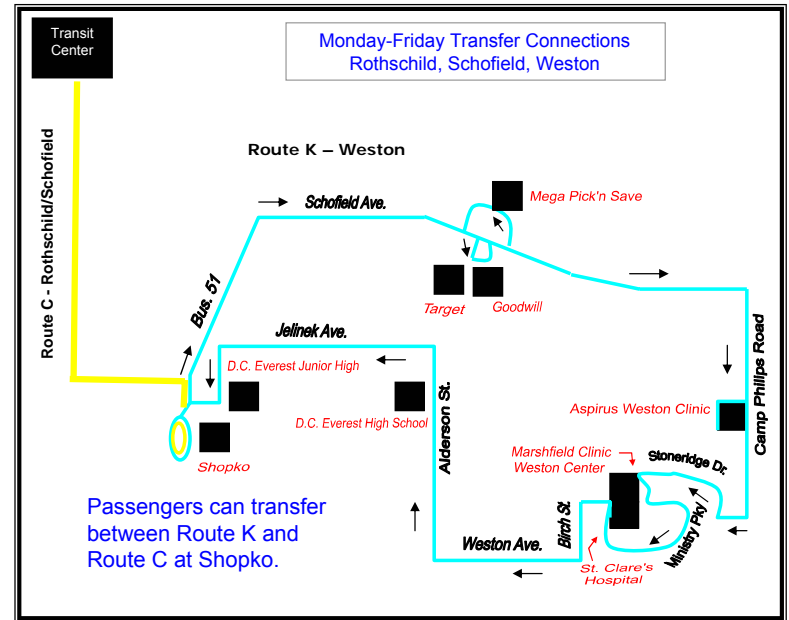 Transit
Center
Monday-Friday Transfer Connections
Rothschild, Schofield, Weston
Route C - Rothschild/Schofield
Route K – Weston
Schofield Ave.
Mega Pick'n Save
Bus. 51
Target
Goodwill
Jelinek Ave.
Camp Philips Road
D.C. Everest Junior High
D.C. Everest High School
Alderson St.
Aspirus Weston Clinic
Shopko
Marshfield Clinic
Weston Center
Stoneridge Dr.
Ministry Pky
Birch St.
Weston Ave.
St. Clare's
Hospital
Passengers can transfer
between Route K and
Route C at Shopko.